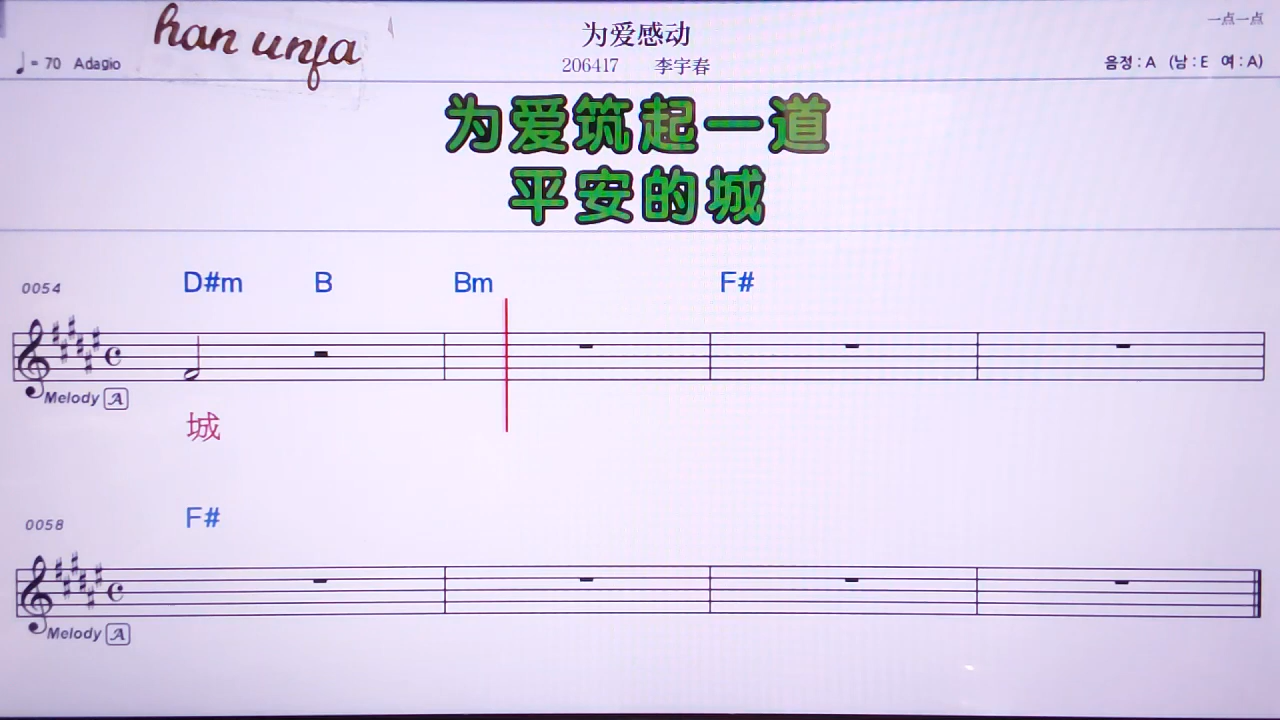 han unfa
为爱感动
一点一点
♩= 70 Adagio
206417 李宇春
음정 : A (남 : E 여 : A)
为爱筑起一道
平安的城
0054 D#m B Bm F#
Melody A
城
0058 F#
Melody A